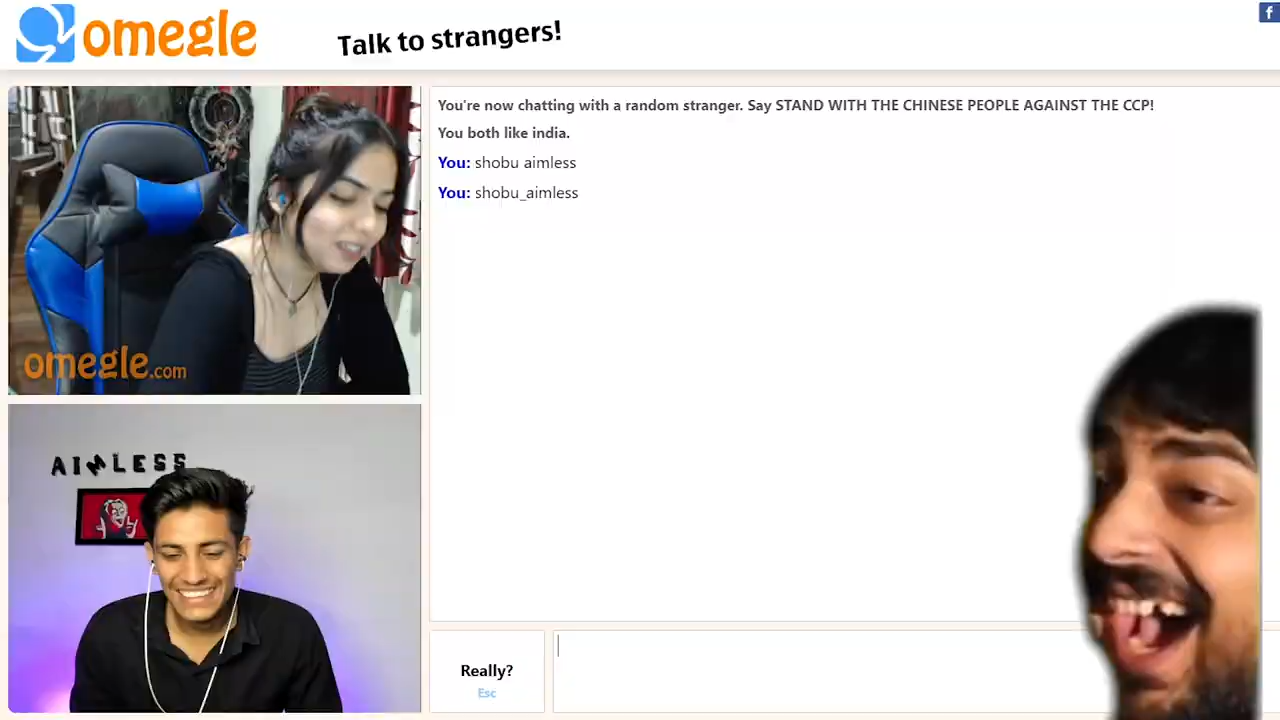 omegle
Talk to strangers!
f
You're now chatting with a random stranger. Say STAND WITH THE CHINESE PEOPLE AGAINST THE CCP!
You both like india.
You: shobu aimless
You: shobu_aimless
omegle.com
AIMLESS
Really?
Esc